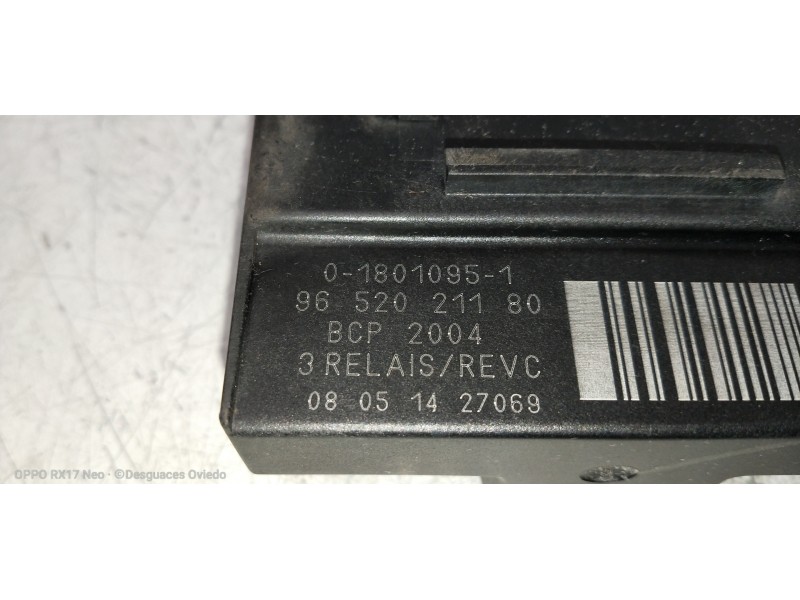 0-1801095-1
96 520 211 80
BCP 2004
3 RELAIS/REVC
08 05 14 27069
OPPO RX17 Neo · ©Desguaces Oviedo